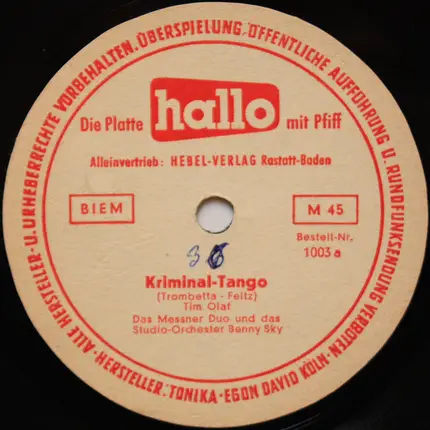 · ALLE HERSTELLER- U. URHEBERRECHTE VORBEHALTEN. ÜBERSPIELUNG, ÖFFENTLICHE AUFFÜHRUNG U. RUNDFUNKSENDUNG VERBOTEN ·
Die Platte hallo mit Pfiff
Alleinvertrieb: HEBEL-VERLAG Rastatt-Baden
BIEM
M 45
Bestell-Nr.
1003 a
Kriminal-Tango
(Trombetta - Feltz)
Tim Olaf
Das Messner Duo und das
Studio-Orchester Benny Sky
HERSTELLER: TONIKA - EGON DAVID KÖLN